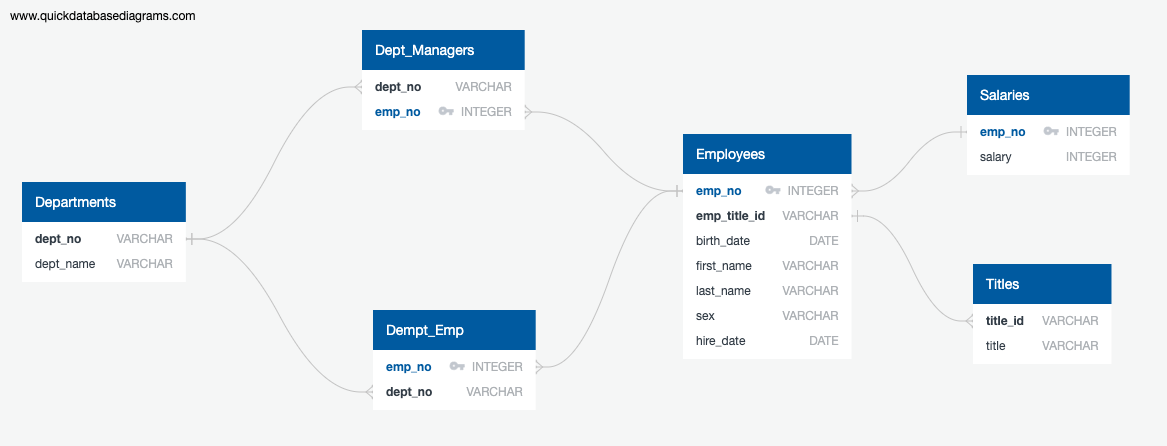 www.quickdatabasediagrams.com
Dept_Managers
dept_no VARCHAR
emp_no INTEGER
Departments
dept_no VARCHAR
dept_name VARCHAR
Dempt_Emp
emp_no INTEGER
dept_no VARCHAR
Employees
emp_no INTEGER
emp_title_id VARCHAR
birth_date DATE
first_name VARCHAR
last_name VARCHAR
sex VARCHAR
hire_date DATE
Salaries
emp_no INTEGER
salary INTEGER
Titles
title_id VARCHAR
title VARCHAR